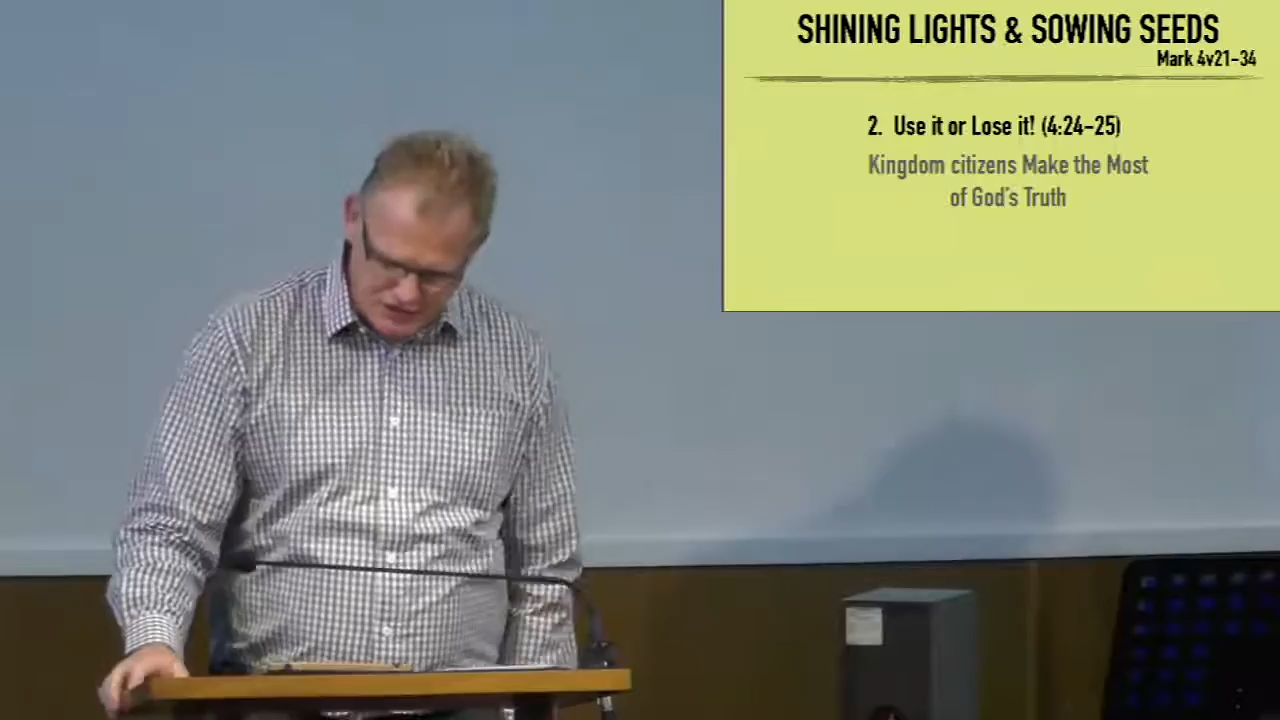 SHINING LIGHTS & SOWING SEEDS
Mark 4v21-34
2. Use it or Lose it! (4:24-25)
Kingdom citizens Make the Most
of God's Truth